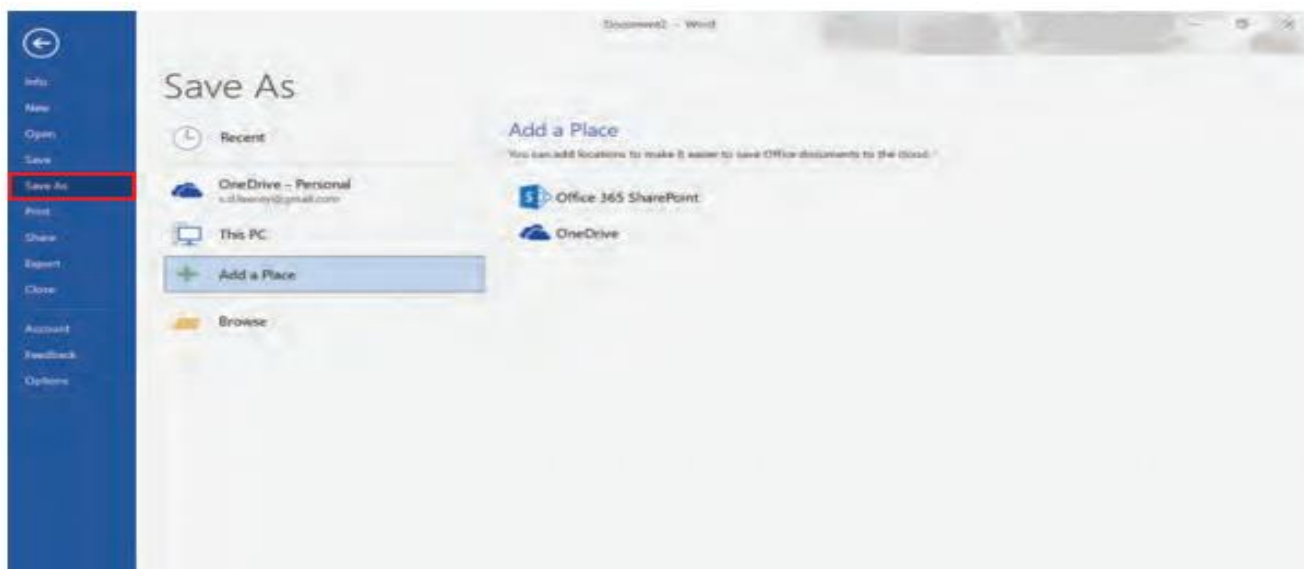 Document2 - Word
Info
New
Open
Save
Save As
Print
Share
Export
Close
Account
Feedback
Options
Save As
Recent
OneDrive – Personal
This PC
Add a Place
Browse
Add a Place
You can add locations to make it easier to save Office documents to the cloud.
Office 365 SharePoint
OneDrive